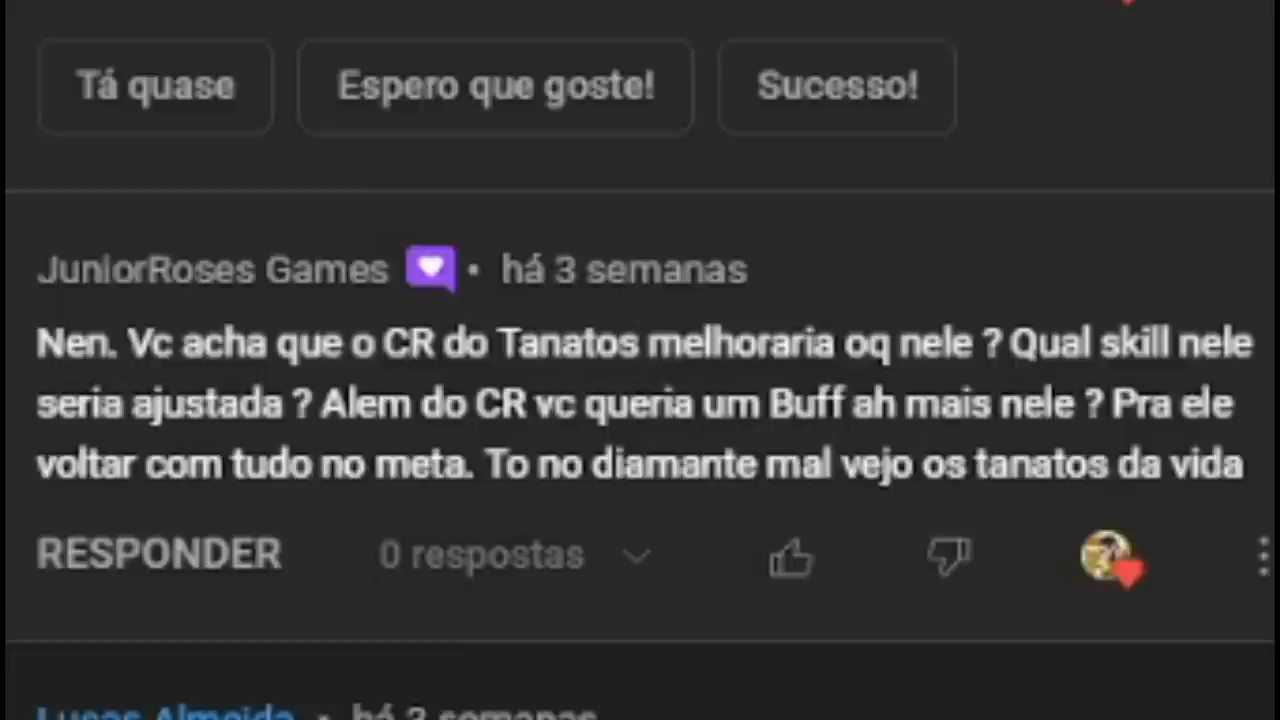 Tá quase
Espero que goste!
Sucesso!
JuniorRoses Games • há 3 semanas
Nen. Vc acha que o CR do Tanatos melhoraria oq nele ? Qual skill nele
seria ajustada ? Alem do CR vc queria um Buff ah mais nele ? Pra ele
voltar com tudo no meta. To no diamante mal vejo os tanatos da vida
RESPONDER
0 respostas
Lucas Almeida • há 3 semanas